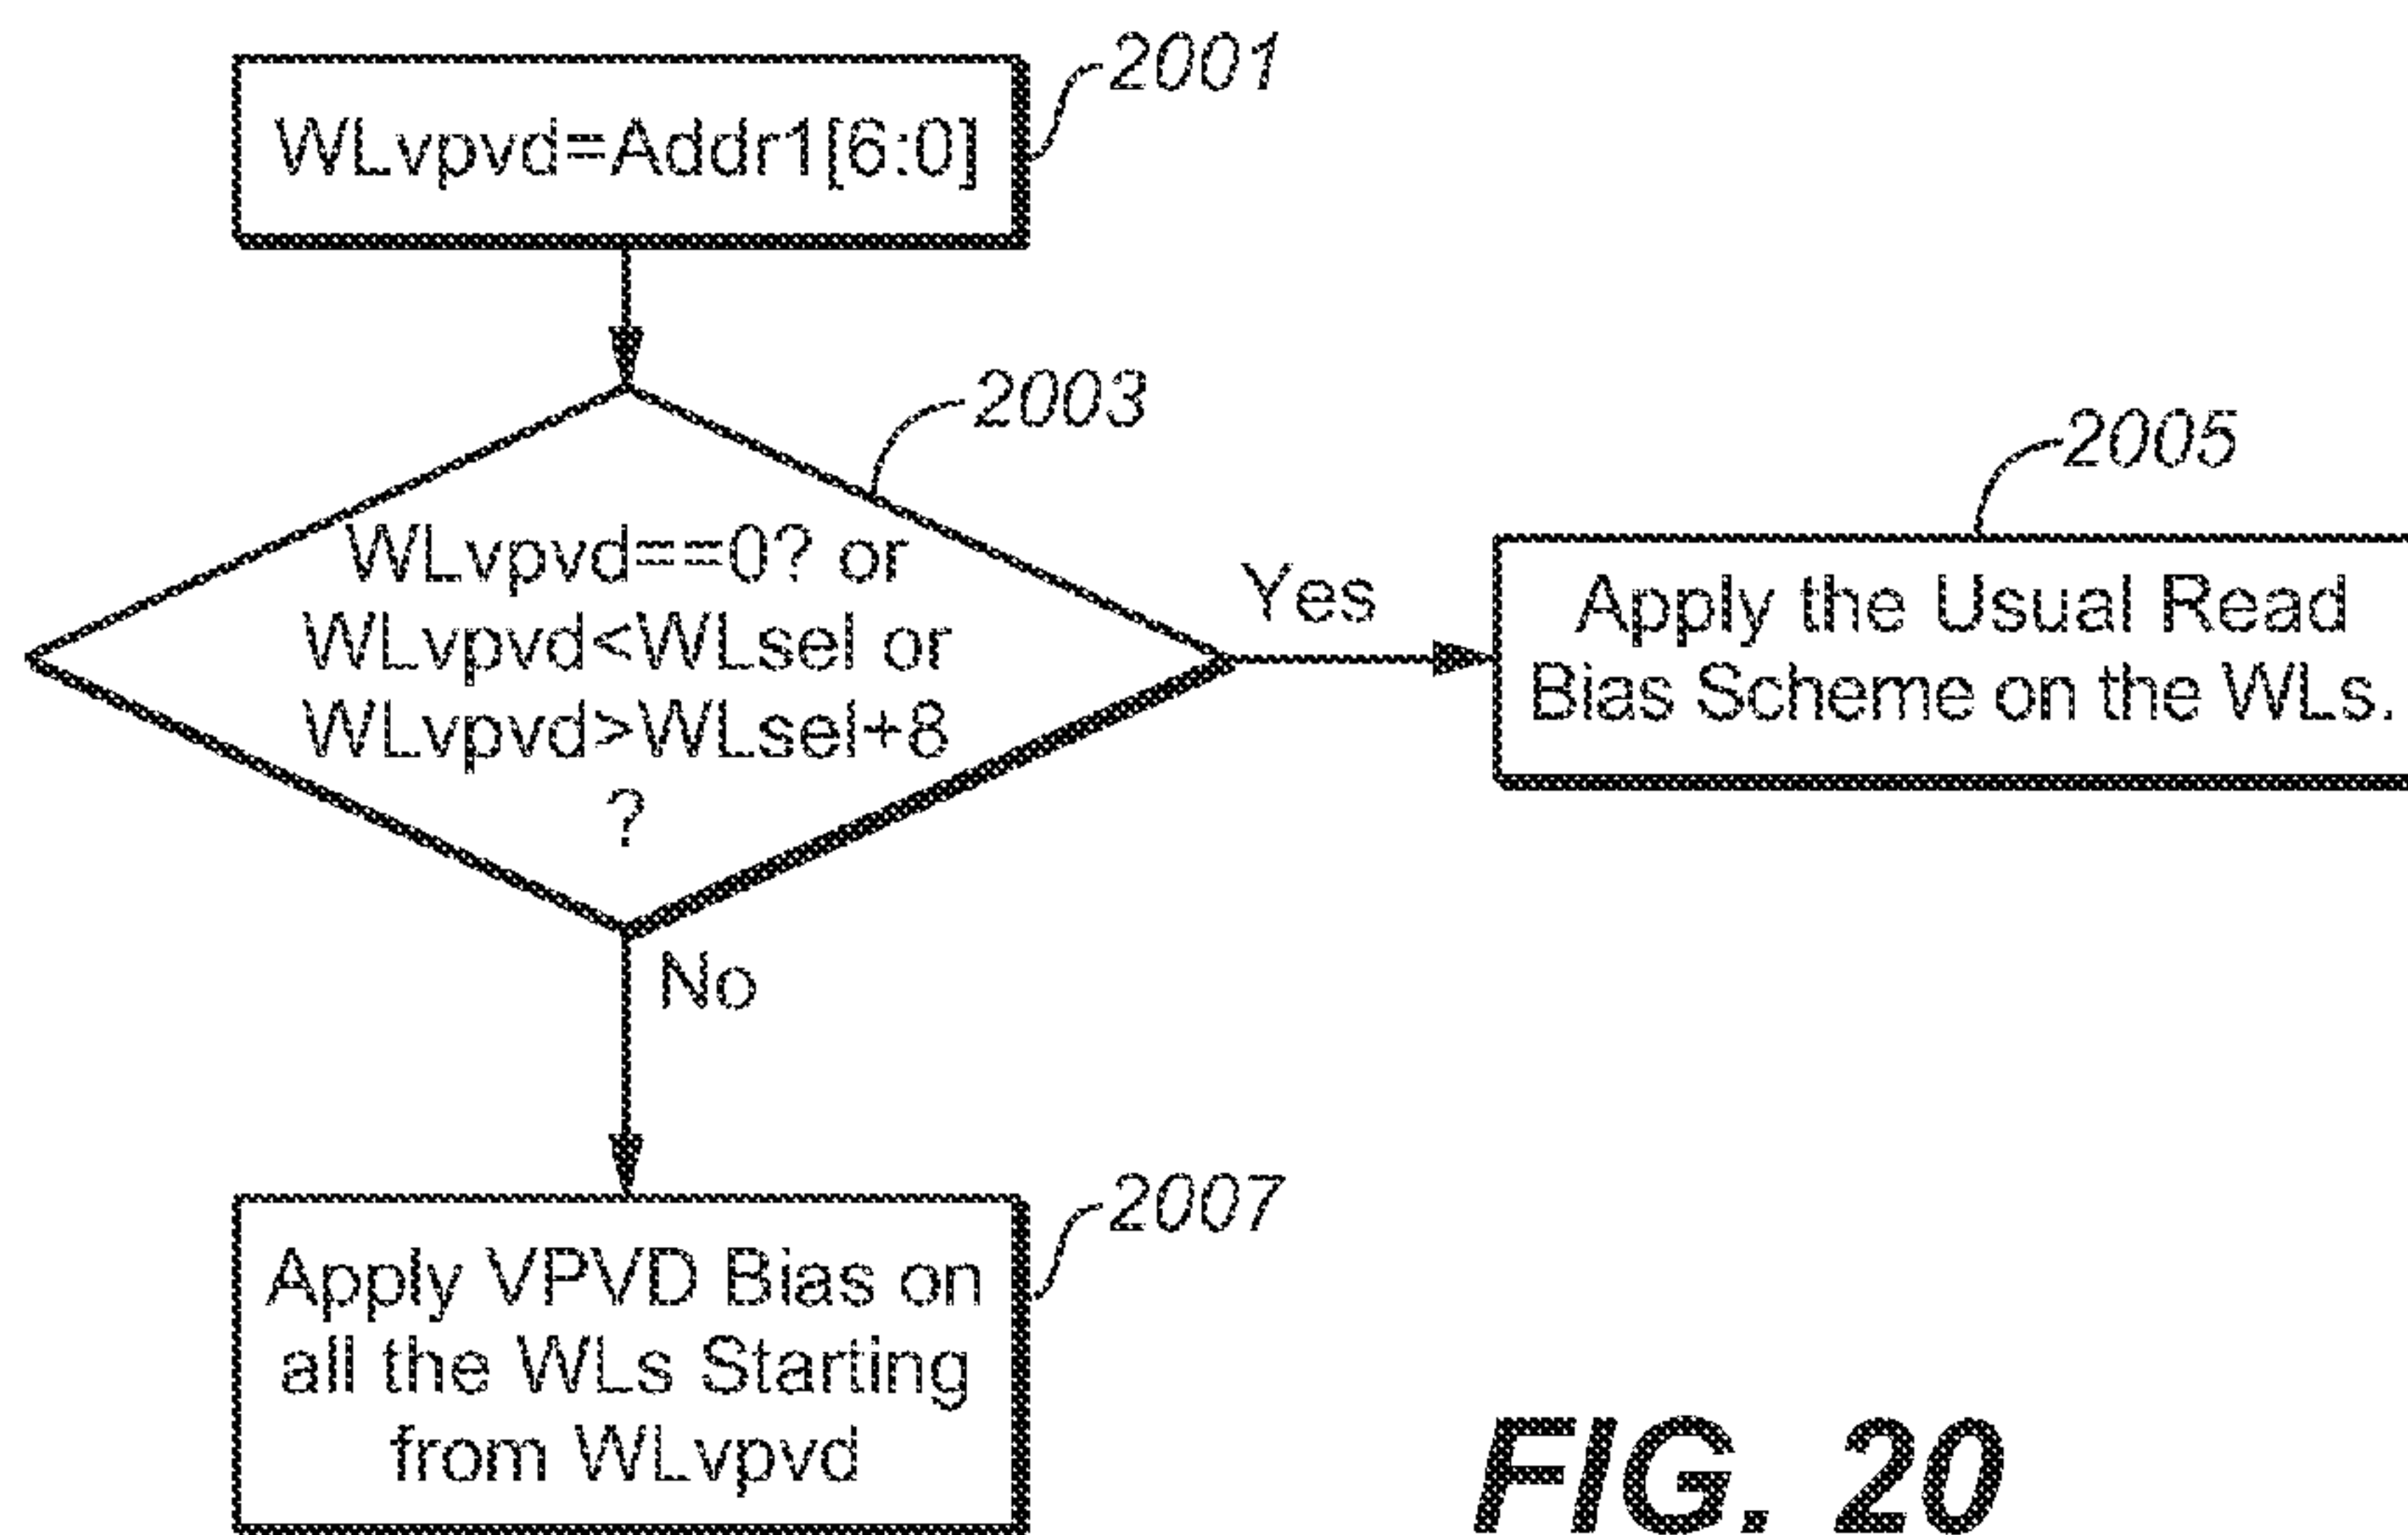 2001
WLvpvd=Addr1[6:0]
2003
2005
WLvpvd==0? or
WLvpvd<WLsel or
WLvpvd>WLsel+8
?
Yes
Apply the Usual Read
Bias Scheme on the WLs.
No
2007
Apply VPVD Bias on
all the WLs Starting
from WLvpvd
FIG. 20